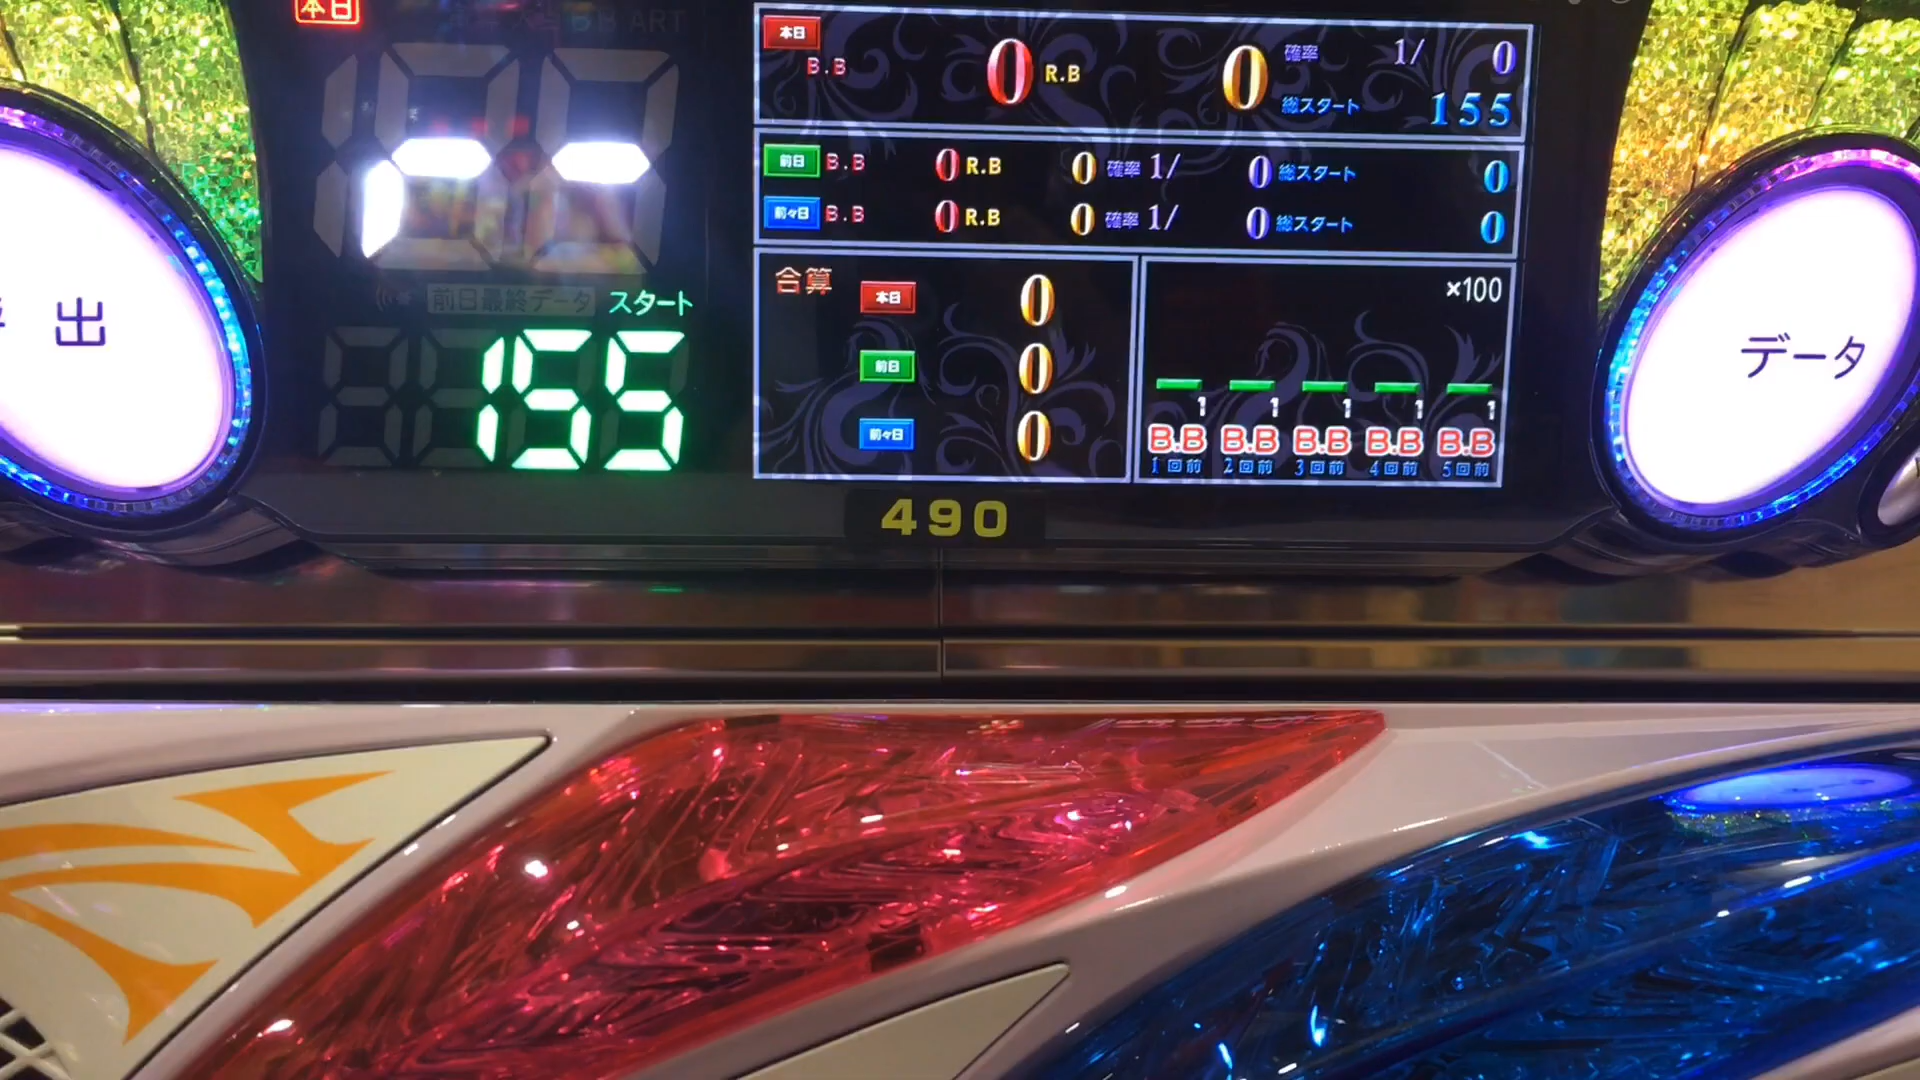 本日
本日
B.B 0 R.B 0 確率 1/ 0
総スタート 155
前日 B.B 0 R.B 0 確率 1/ 0 総スタート 0
前々日 B.B 0 R.B 0 確率 1/ 0 総スタート 0
前日最終データ スタート
155
合算
本日 0
前日 0
前々日 0
×100
1 1 1 1 1
B.B B.B B.B B.B B.B
1回前 2回前 3回前 4回前 5回前
490
出
データ